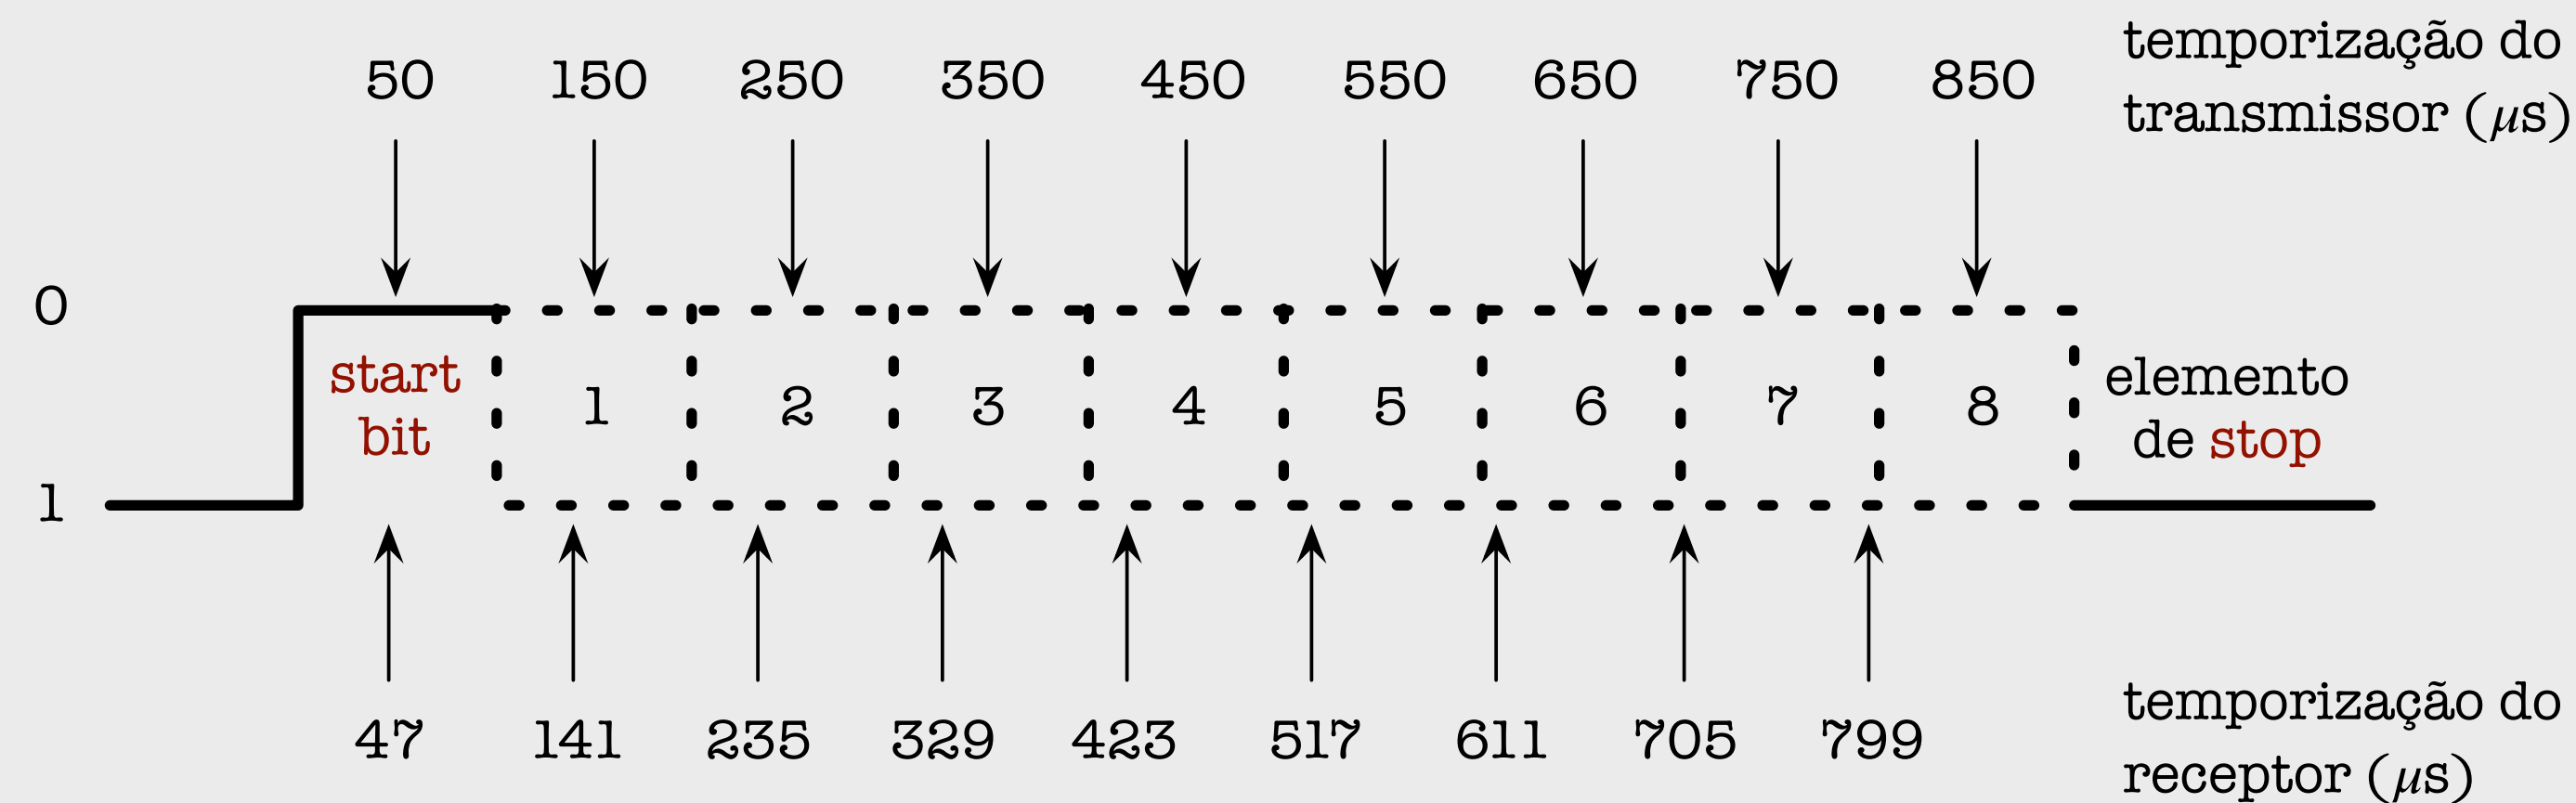 temporização do
transmissor (μs)
50 150 250 350 450 550 650 750 850
0
start
bit
1 2 3 4 5 6 7 8
elemento
de stop
1
47 141 235 329 423 517 611 705 799
temporização do
receptor (μs)